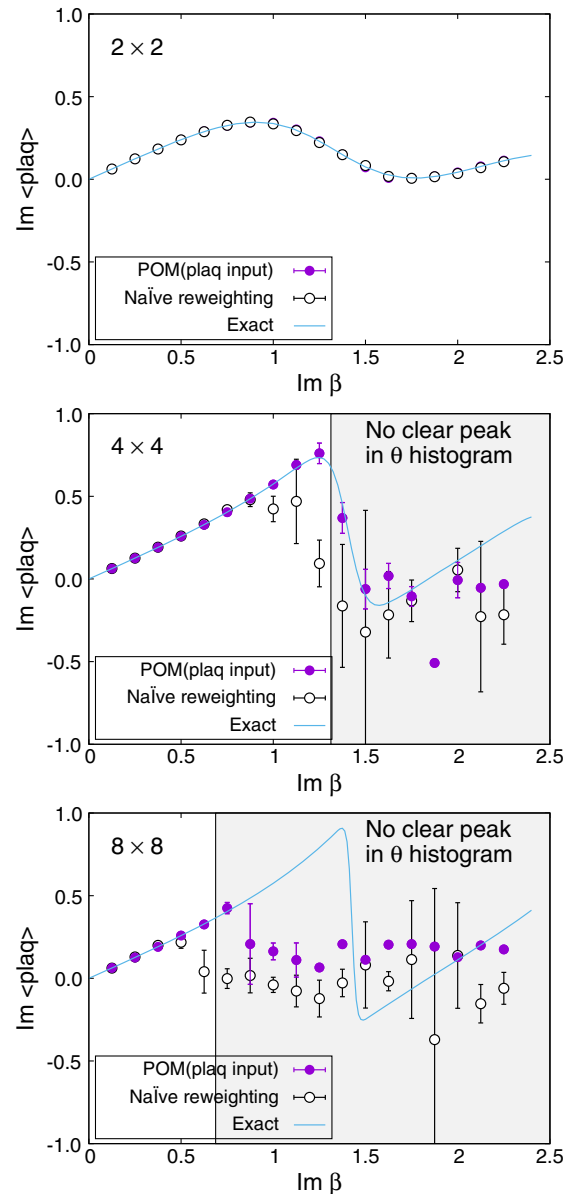 2 × 2
1.0
0.5
0.0
-0.5
-1.0
Im <plaq>
POM(plaq input)
NaÏve reweighting
Exact
0 0.5 1 1.5 2 2.5
Im β
4 × 4
No clear peak
in θ histogram
1.0
0.5
0.0
-0.5
-1.0
Im <plaq>
POM(plaq input)
NaÏve reweighting
Exact
0 0.5 1 1.5 2 2.5
Im β
8 × 8
No clear peak
in θ histogram
1.0
0.5
0.0
-0.5
-1.0
Im <plaq>
POM(plaq input)
NaÏve reweighting
Exact
0 0.5 1 1.5 2 2.5
Im β